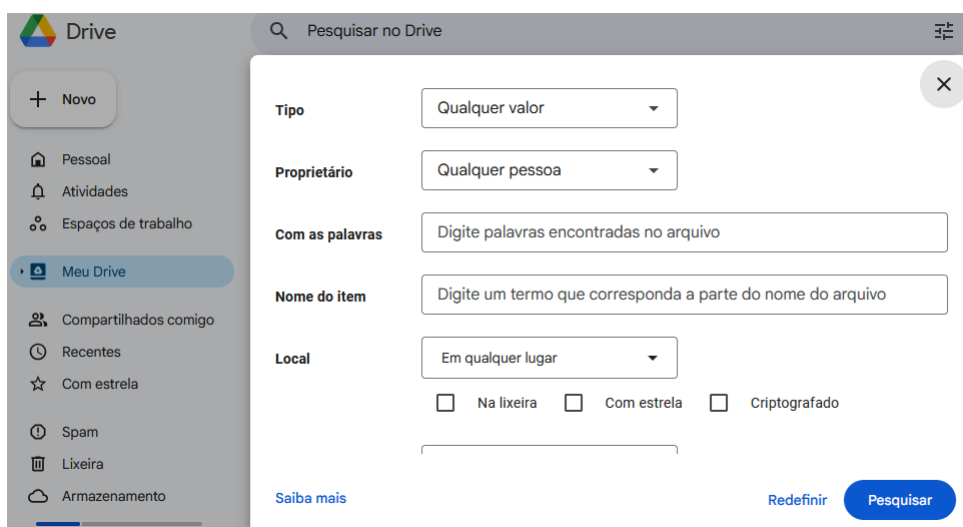 Drive
Pesquisar no Drive
Novo
Pessoal
Atividades
Espaços de trabalho
Meu Drive
Compartilhados comigo
Recentes
Com estrela
Spam
Lixeira
Armazenamento
Tipo
Qualquer valor
Proprietário
Qualquer pessoa
Com as palavras
Digite palavras encontradas no arquivo
Nome do item
Digite um termo que corresponda a parte do nome do arquivo
Local
Em qualquer lugar
Na lixeira
Com estrela
Criptografado
Saiba mais
Redefinir
Pesquisar